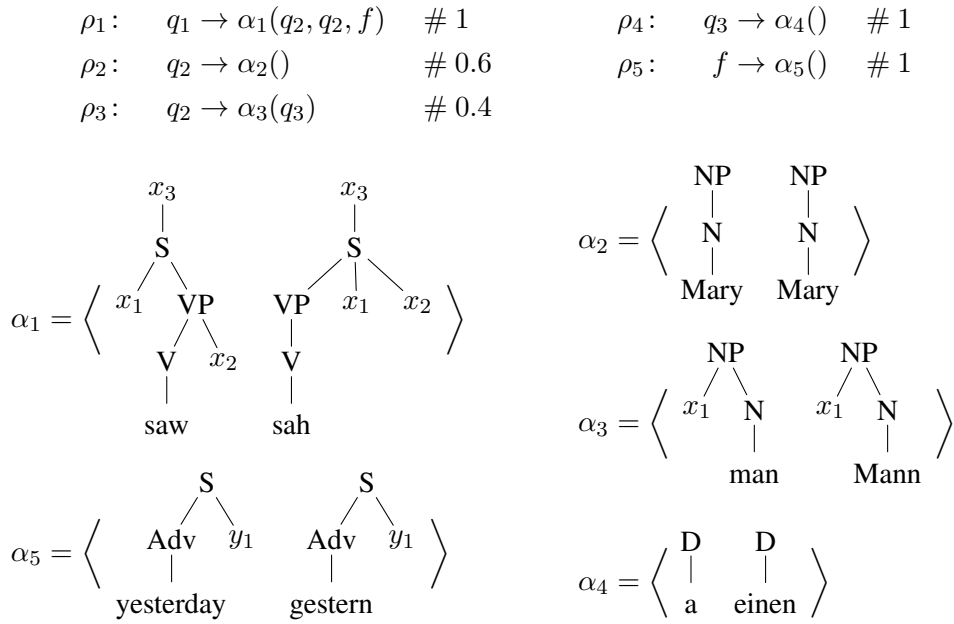 ρ₁: q₁ → α₁(q₂, q₂, f) # 1
ρ₂: q₂ → α₂() # 0.6
ρ₃: q₂ → α₃(q₃) # 0.4
ρ₄: q₃ → α₄() # 1
ρ₅: f → α₅() # 1
x₃ x₃
S S
x₁ VP VP x₁ x₂
α₁ = ⟨ ⟩
V x₂ V
saw sah
NP NP
α₂ = ⟨ N N ⟩
Mary Mary
NP NP
α₃ = ⟨ x₁ N x₁ N ⟩
man Mann
S S
α₅ = ⟨ Adv y₁ Adv y₁ ⟩
yesterday gestern
D D
α₄ = ⟨ ⟩
a einen